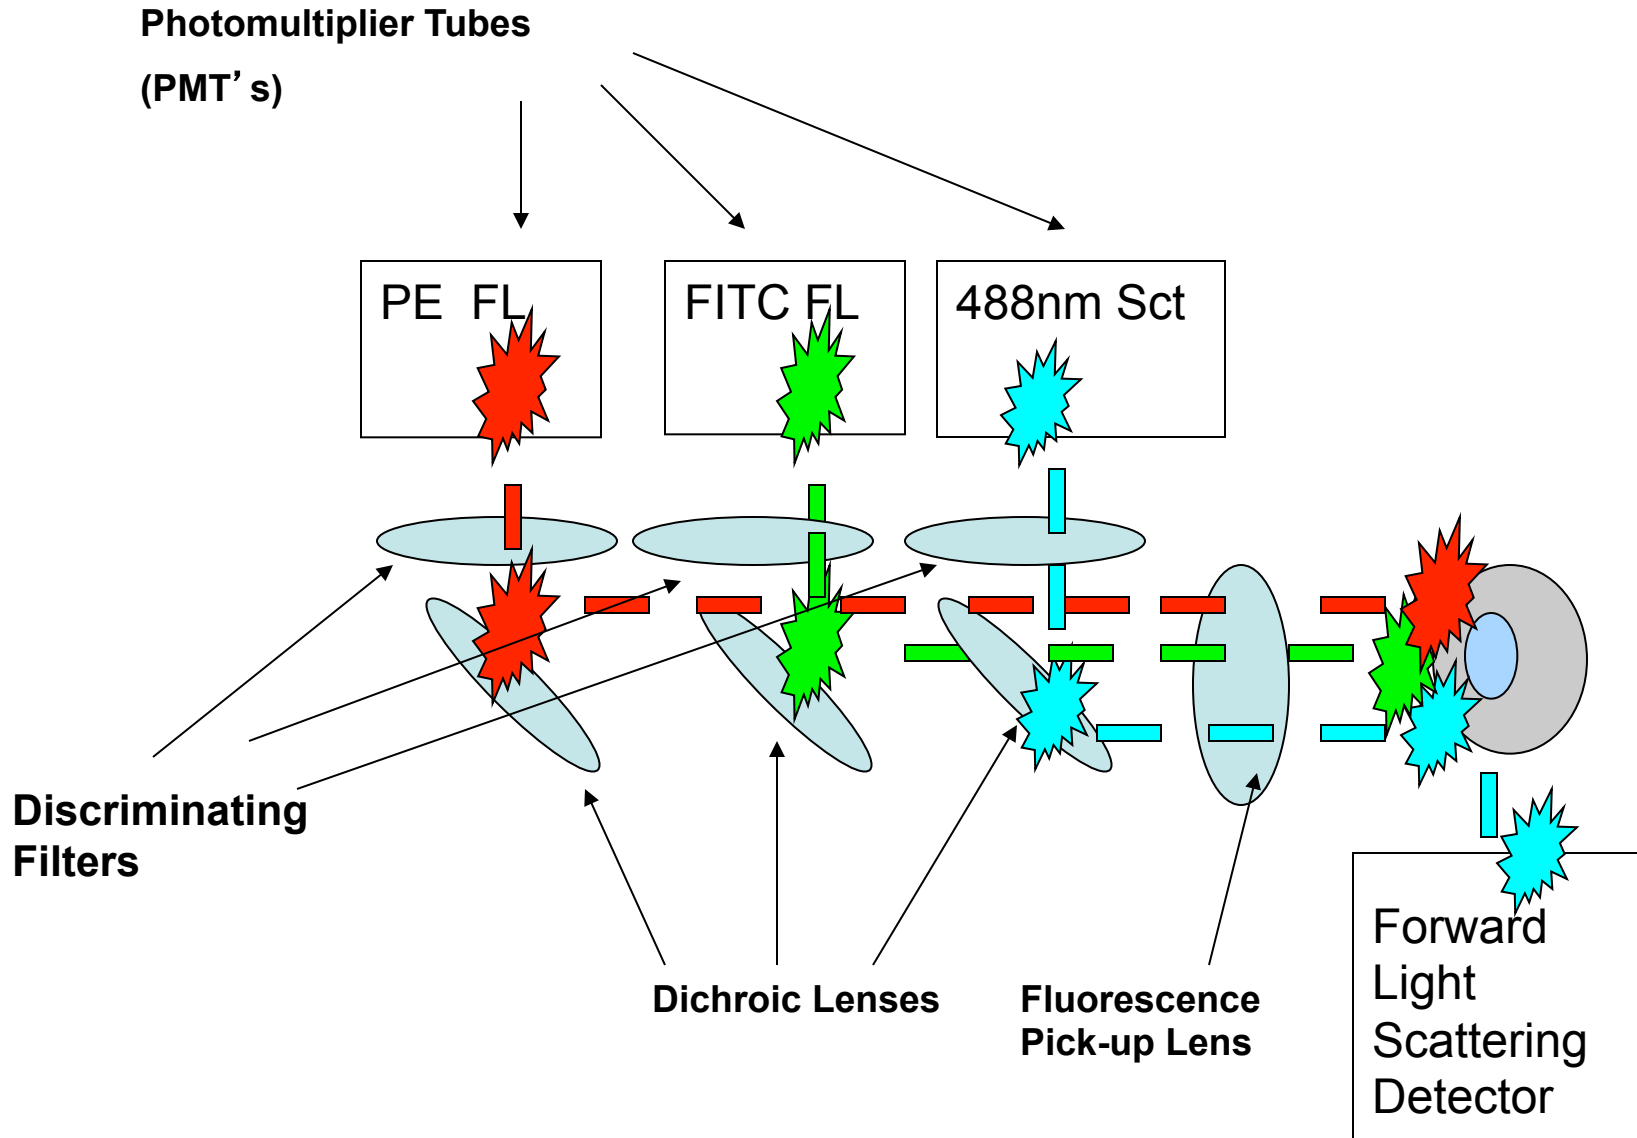 Photomultiplier Tubes
(PMT’s)
PE FL
FITC FL
488nm Sct
Discriminating
Filters
Dichroic Lenses
Fluorescence
Pick-up Lens
Forward
Light
Scattering
Detector